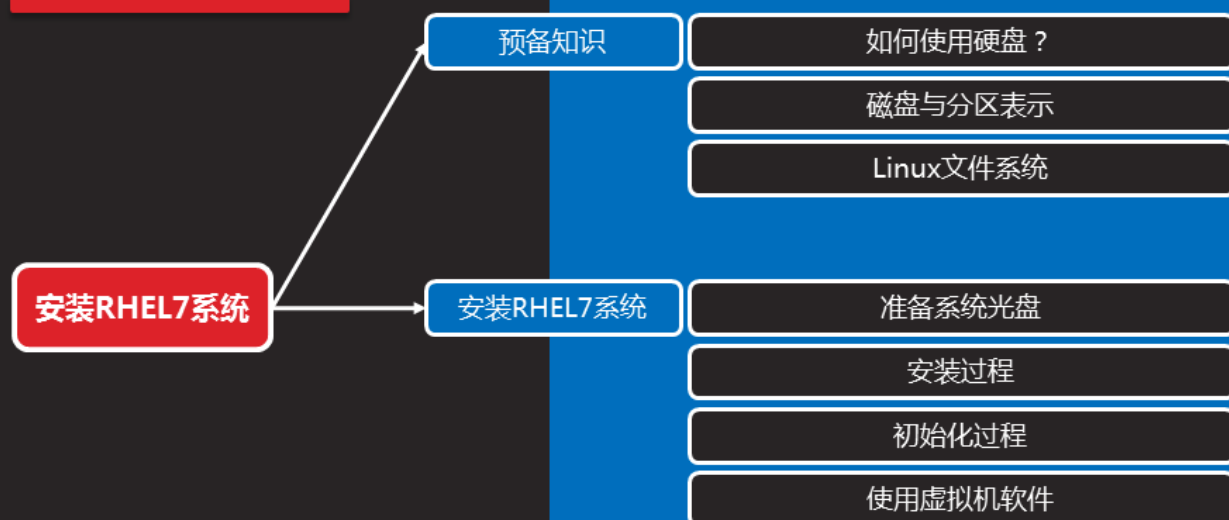 预备知识
如何使用硬盘？
磁盘与分区表示
Linux文件系统
安装RHEL7系统
安装RHEL7系统
准备系统光盘
安装过程
初始化过程
使用虚拟机软件